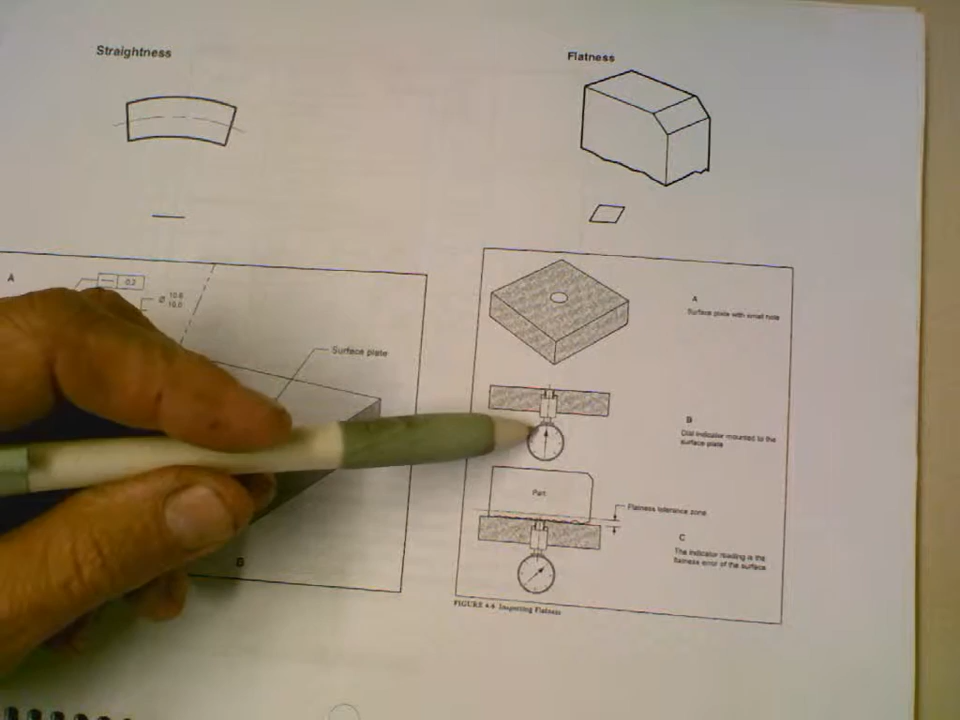 Straightness
Flatness
A
0.2
Ø
Surface plate
B
A
Surface plate with small hole
B
Dial indicator mounted to the
surface plate
Part
Flatness tolerance zone
C
The indicator reading is the
flatness error of the surface
FIGURE 4-6 Inspecting Flatness